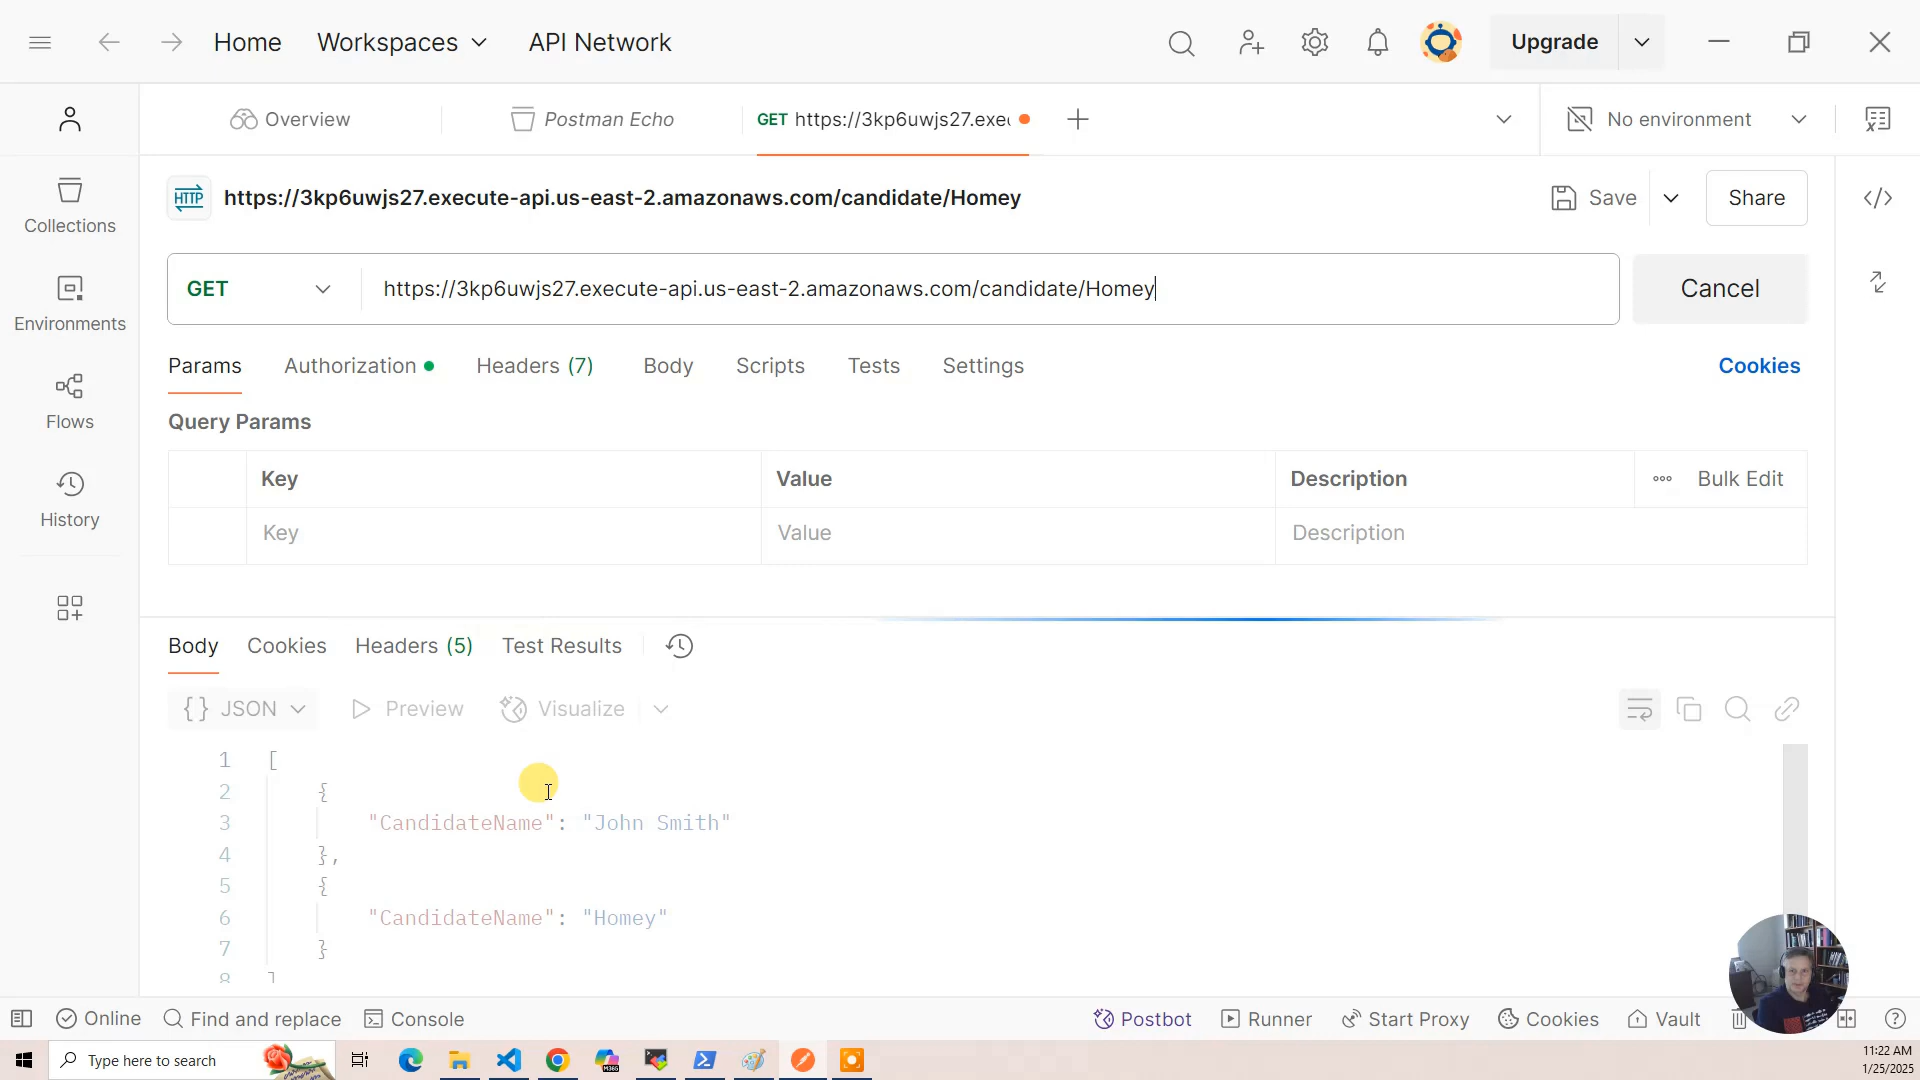 Home Workspaces API Network Upgrade
Overview Postman Echo GET https://3kp6uwjs27.exec No environment
HTTP https://3kp6uwjs27.execute-api.us-east-2.amazonaws.com/candidate/Homey Save Share
GET https://3kp6uwjs27.execute-api.us-east-2.amazonaws.com/candidate/Homey Cancel
Collections
Environments
Flows
History
Params Authorization Headers (7) Body Scripts Tests Settings Cookies
Query Params
Key Value Description Bulk Edit
Key Value Description
Body Cookies Headers (5) Test Results
{} JSON Preview Visualize
1 [
2 {
3 "CandidateName": "John Smith"
4 },
5 {
6 "CandidateName": "Homey"
7 }
8 ]
Online Find and replace Console Postbot Runner Start Proxy Cookies Vault
Type here to search M365 11:22 AM
1/25/2025